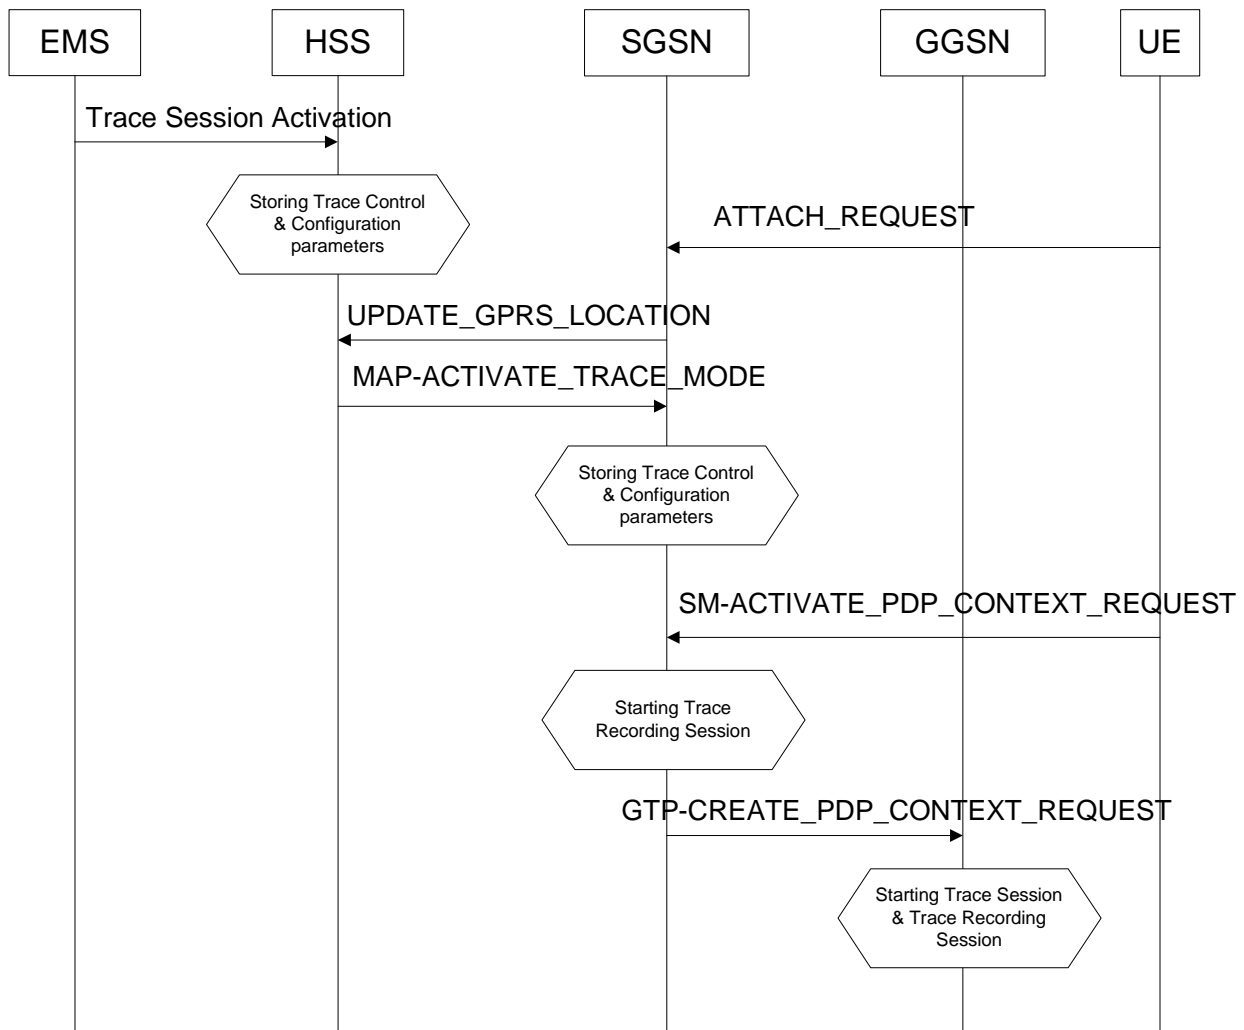 EMS
HSS
SGSN
GGSN
UE
Trace Session Activation
Storing Trace Control
& Configuration
parameters
ATTACH_REQUEST
UPDATE_GPRS_LOCATION
MAP-ACTIVATE_TRACE_MODE
Storing Trace Control
& Configuration
parameters
SM-ACTIVATE_PDP_CONTEXT_REQUEST
Starting Trace
Recording Session
GTP-CREATE_PDP_CONTEXT_REQUEST
Starting Trace Session
& Trace Recording
Session